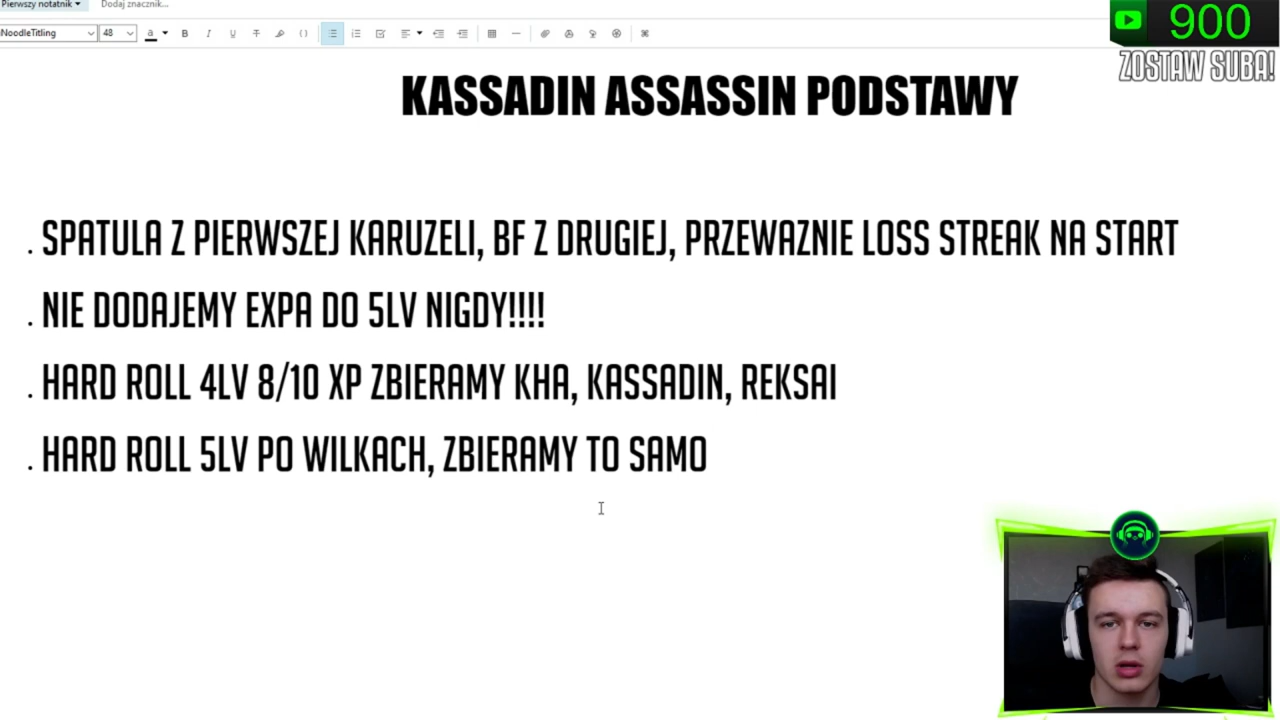 Pierwszy notatnik
Dodaj znacznik...
NoodleTitling
48
a
B
I
U
T
900
ZOSTAW SUBA!
KASSADIN ASSASSIN PODSTAWY
. SPATULA Z PIERWSZEJ KARUZELI, BF Z DRUGIEJ, PRZEWAZNIE LOSS STREAK NA START
. NIE DODAJEMY EXPA DO 5LV NIGDY!!!!
. HARD ROLL 4LV 8/10 XP ZBIERAMY KHA, KASSADIN, REKSAI
. HARD ROLL 5LV PO WILKACH, ZBIERAMY TO SAMO